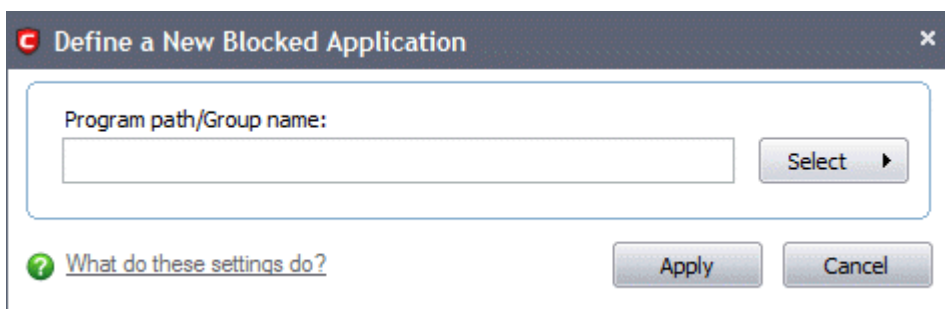 Define a New Blocked Application
Program path/Group name:
Select
What do these settings do?
Apply
Cancel